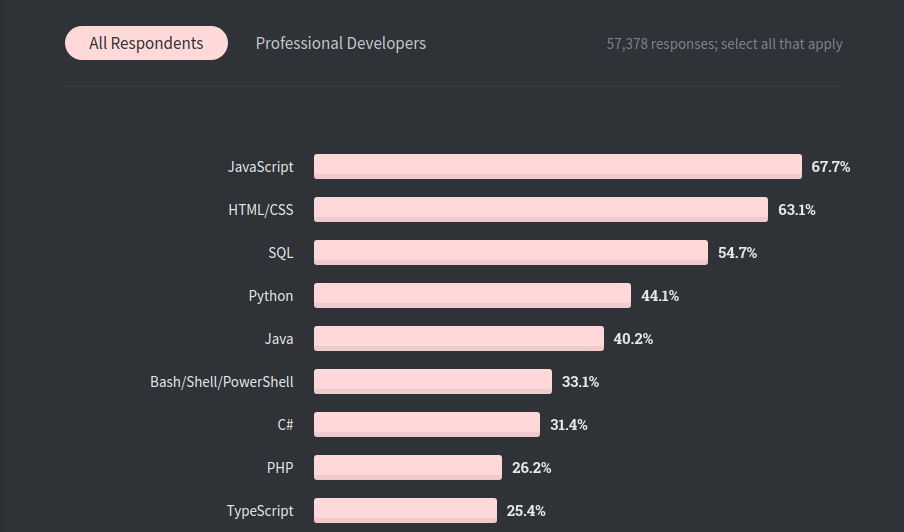 All Respondents Professional Developers 57,378 responses; select all that apply
JavaScript 67.7%
HTML/CSS 63.1%
SQL 54.7%
Python 44.1%
Java 40.2%
Bash/Shell/PowerShell 33.1%
C# 31.4%
PHP 26.2%
TypeScript 25.4%